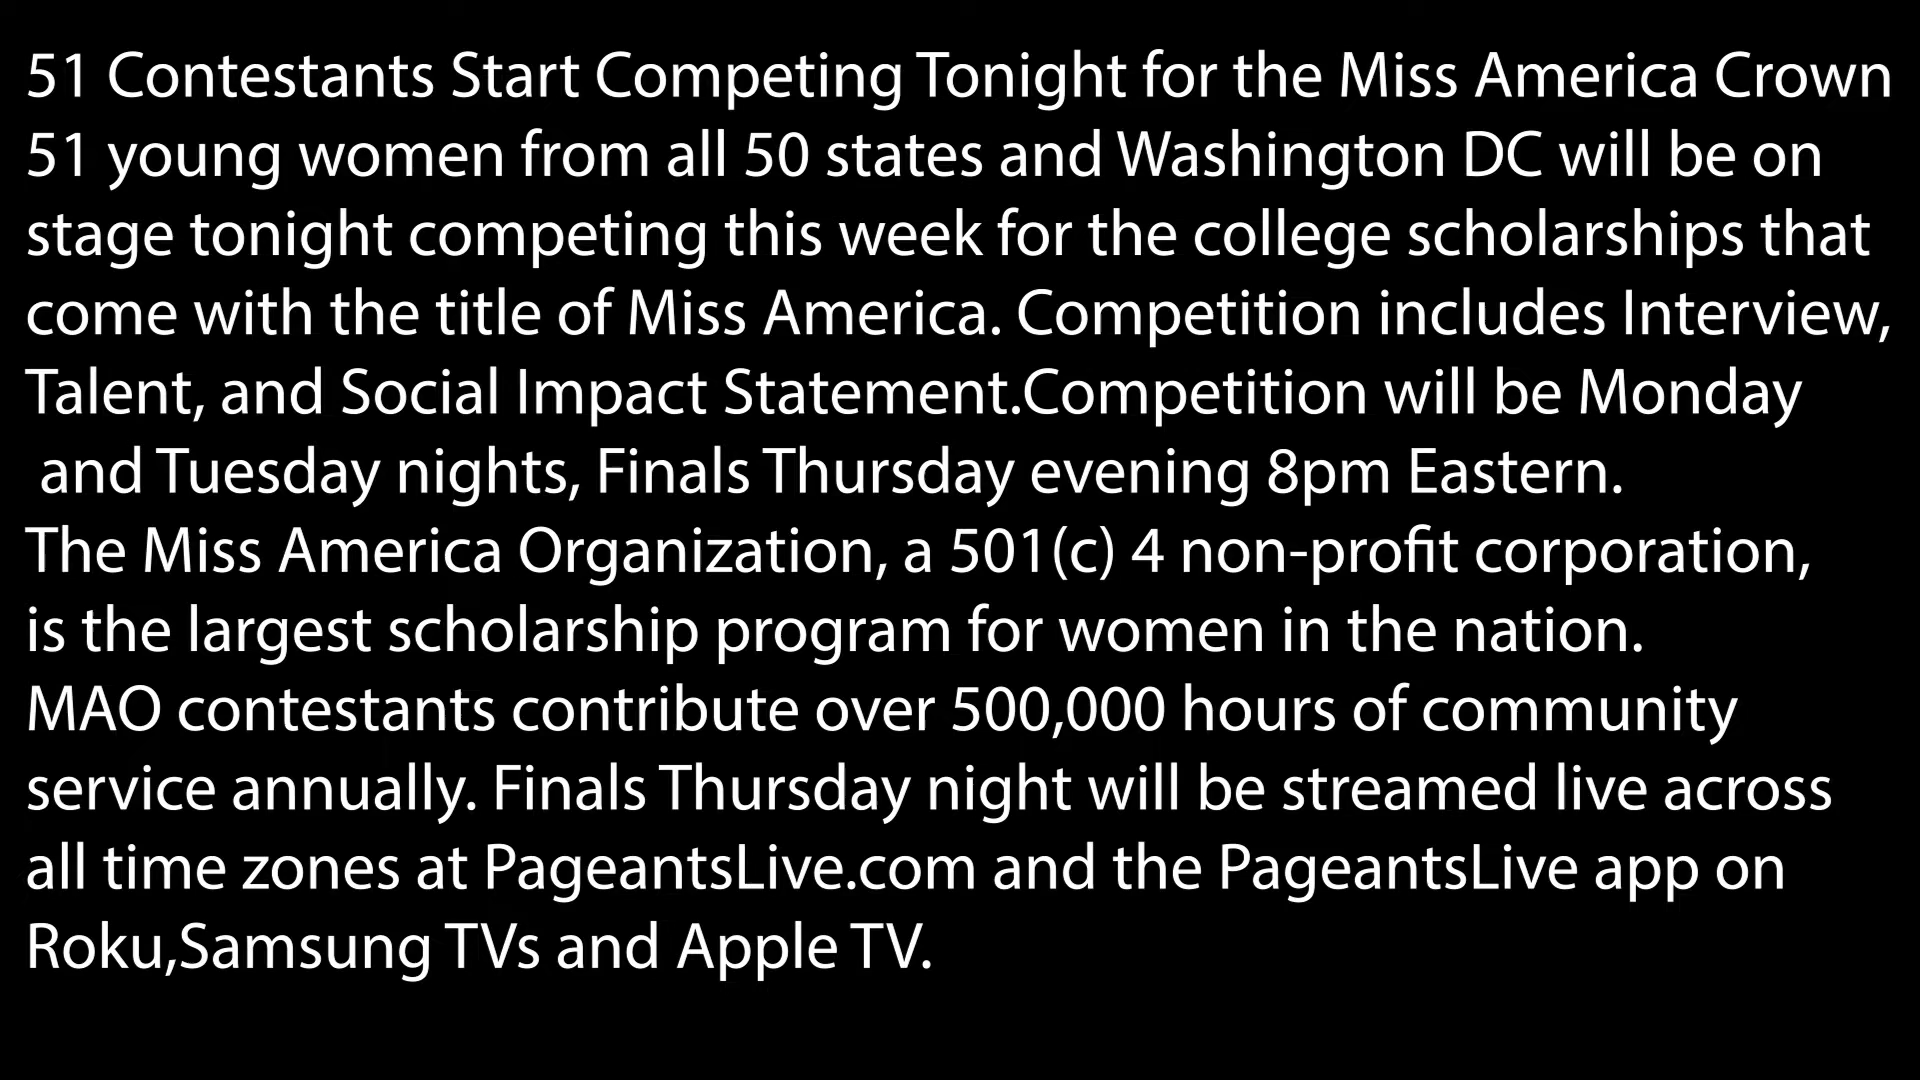 51 Contestants Start Competing Tonight for the Miss America Crown
51 young women from all 50 states and Washington DC will be on
stage tonight competing this week for the college scholarships that
come with the title of Miss America. Competition includes Interview,
Talent, and Social Impact Statement.Competition will be Monday
and Tuesday nights, Finals Thursday evening 8pm Eastern.
The Miss America Organization, a 501(c) 4 non-profit corporation,
is the largest scholarship program for women in the nation.
MAO contestants contribute over 500,000 hours of community
service annually. Finals Thursday night will be streamed live across
all time zones at PageantsLive.com and the PageantsLive app on
Roku,Samsung TVs and Apple TV.